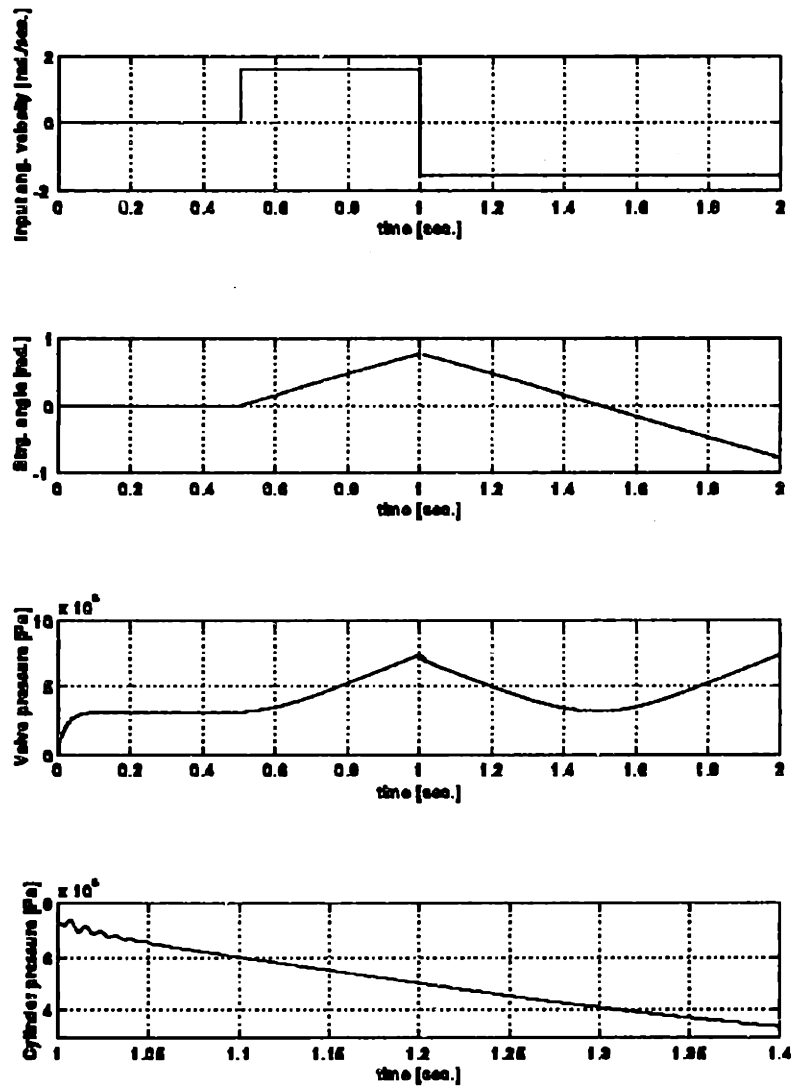 Input ang. velocity [rad./sec.]
2
0
-2
0 0.2 0.4 0.6 0.8 1 1.2 1.4 1.6 1.8 2
time [sec.]
Strg. angle [rad.]
1
0
-1
0 0.2 0.4 0.6 0.8 1 1.2 1.4 1.6 1.8 2
time [sec.]
Valve pressure [Pa]
10
5
0
0 0.2 0.4 0.6 0.8 1 1.2 1.4 1.6 1.8 2
time [sec.]
Cylinder pressure [Pa]
8
6
4
1 1.05 1.1 1.15 1.2 1.25 1.3 1.35 1.4
time [sec.]